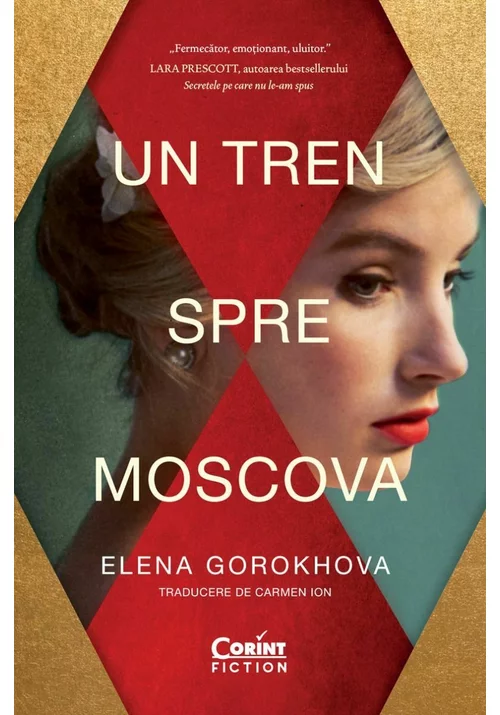 „Fermecător, emoționant, uluitor.”
LARA PRESCOTT, autoarea bestsellerului
Secretele pe care nu le-am spus
UN TREN
SPRE
MOSCOVA
ELENA GOROKHOVA
TRADUCERE DE CARMEN ION
CORINT
FICTION